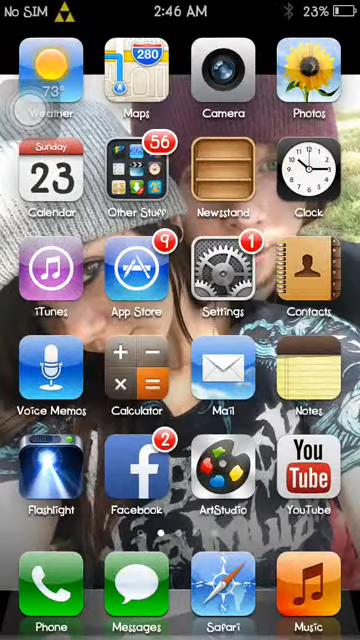 No SIM 2:46 AM 23%
280
73°
Weather Maps Camera Photos
56
Sunday
23
Calendar Other Stuff Newsstand Clock
9 1
iTunes App Store Settings Contacts
Voice Memos Calculator Mail Notes
2
You
Tube
Flashlight Facebook ArtStudio YouTube
Phone Messages Safari Music